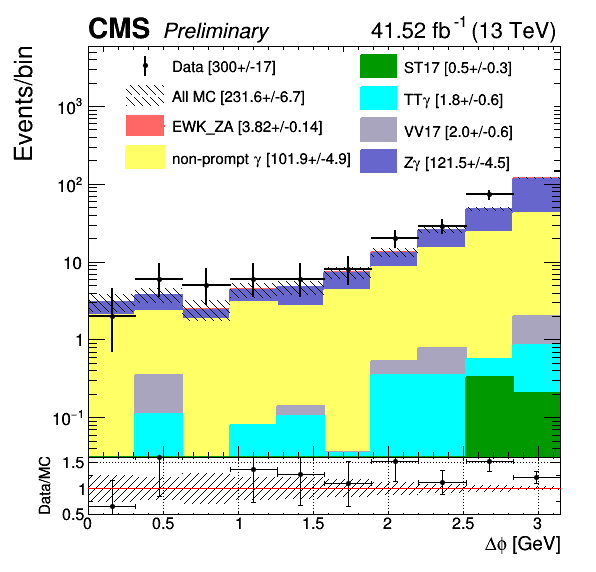 CMS Preliminary 41.52 fb⁻¹ (13 TeV)
Events/bin
Data [300+/-17]
All MC [231.6+/-6.7]
EWK_ZA [3.82+/-0.14]
non-prompt γ [101.9+/-4.9]
ST17 [0.5+/-0.3]
TTγ [1.8+/-0.6]
VV17 [2.0+/-0.6]
Zγ [121.5+/-4.5]
10³
10²
10
1
10⁻¹
Data/MC
1.5
1
0.5
0 0.5 1 1.5 2 2.5 3
Δϕ [GeV]